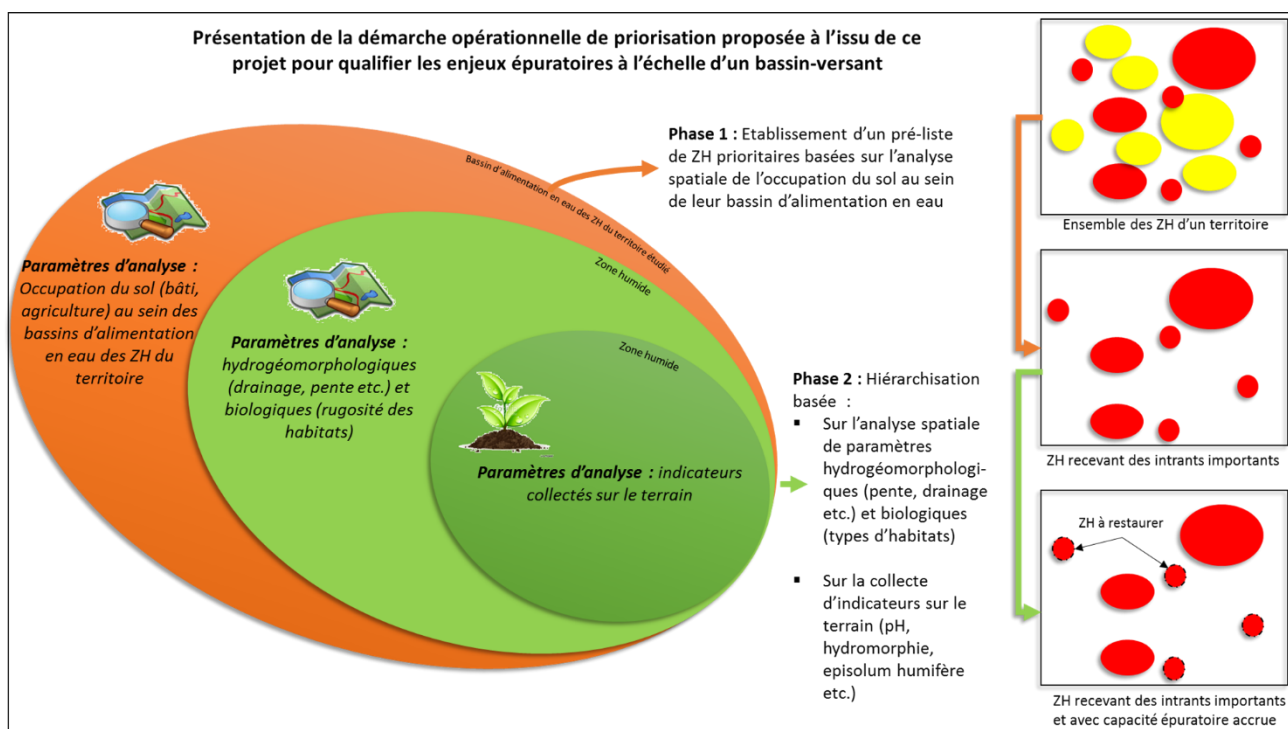 Présentation de la démarche opérationnelle de priorisation proposée à l'issu de ce
projet pour qualifier les enjeux épuratoires à l'échelle d'un bassin-versant
Bassin d'alimentation en eau des ZH du territoire étudié
Paramètres d'analyse :
Occupation du sol (bâti,
agriculture) au sein des
bassins d'alimentation
en eau des ZH du
territoire
Zone humide
Paramètres d'analyse :
hydrogéomorphologiques
(drainage, pente etc.) et
biologiques (rugosité des
habitats)
Zone humide
Paramètres d'analyse : indicateurs
collectés sur le terrain
Phase 1 : Etablissement d'un pré-liste
de ZH prioritaires basées sur l'analyse
spatiale de l'occupation du sol au sein
de leur bassin d'alimentation en eau
Phase 2 : Hiérarchisation
basée :
▪ Sur l'analyse spatiale
de paramètres
hydrogéomorphologi-
ques (pente, drainage
etc.) et biologiques
(types d'habitats)
▪ Sur la collecte
d'indicateurs sur le
terrain (pH,
hydromorphie,
episolum humifère
etc.)
Ensemble des ZH d'un territoire
ZH recevant des intrants importants
ZH à restaurer
ZH recevant des intrants importants
et avec capacité épuratoire accrue